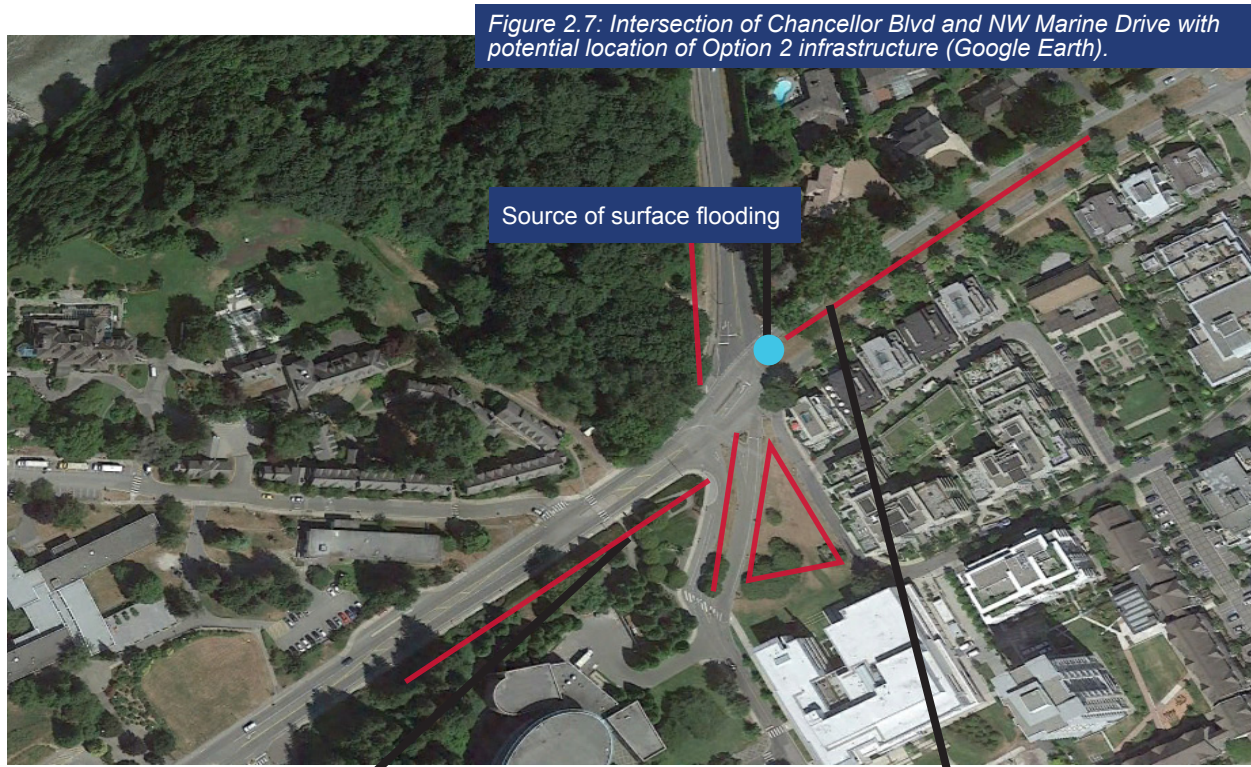 Figure 2.7: Intersection of Chancellor Blvd and NW Marine Drive with
potential location of Option 2 infrastructure (Google Earth).
Source of surface flooding